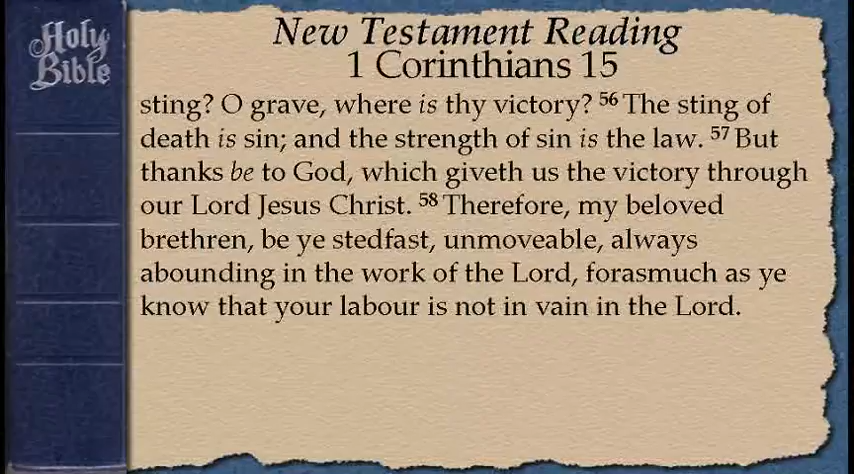 Holy
Bible
New Testament Reading
1 Corinthians 15
sting? O grave, where is thy victory? 56 The sting of
death is sin; and the strength of sin is the law. 57 But
thanks be to God, which giveth us the victory through
our Lord Jesus Christ. 58 Therefore, my beloved
brethren, be ye stedfast, unmoveable, always
abounding in the work of the Lord, forasmuch as ye
know that your labour is not in vain in the Lord.